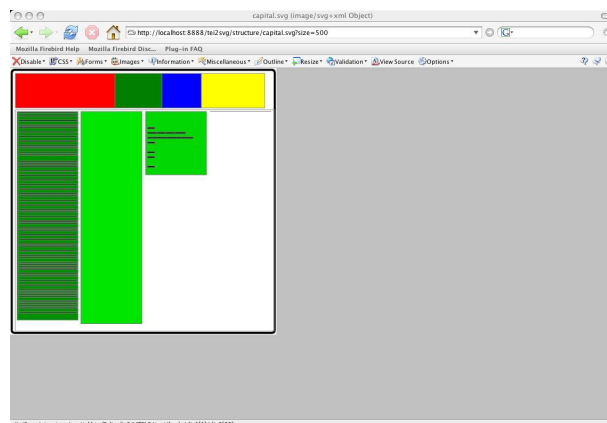 capital.svg (image/svg+xml Object)
http://localhost:8888/tei2svg/structure/capital.svg?size=500
G
Mozilla Firebird Help Mozilla Firebird Disc... Plug-in FAQ
Disable CSS Forms Images Information Miscellaneous Outline Resize Validation View Source Options